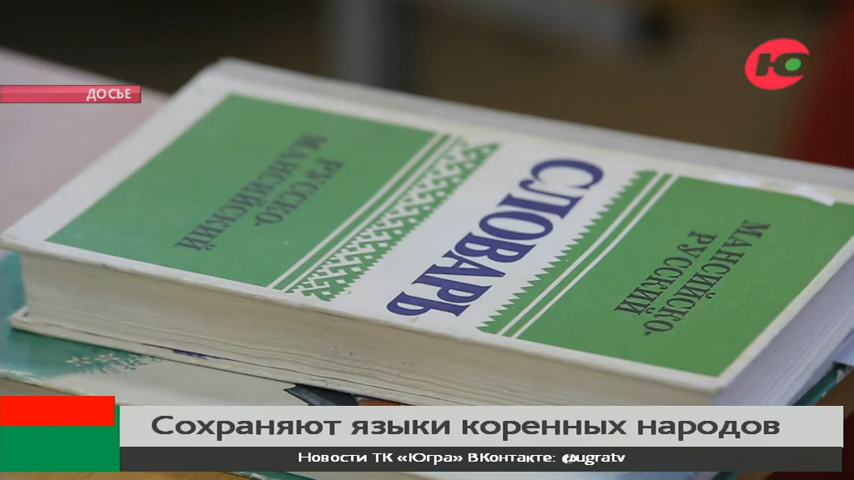 Ю
ДОСЬЕ
РУССКО-
МАНСИЙСКИЙ
СЛОВАРЬ
МАНСИЙСКО-
РУССКИЙ
Сохраняют языки коренных народов
Новости ТК «Югра» ВКонтакте: @ugratv